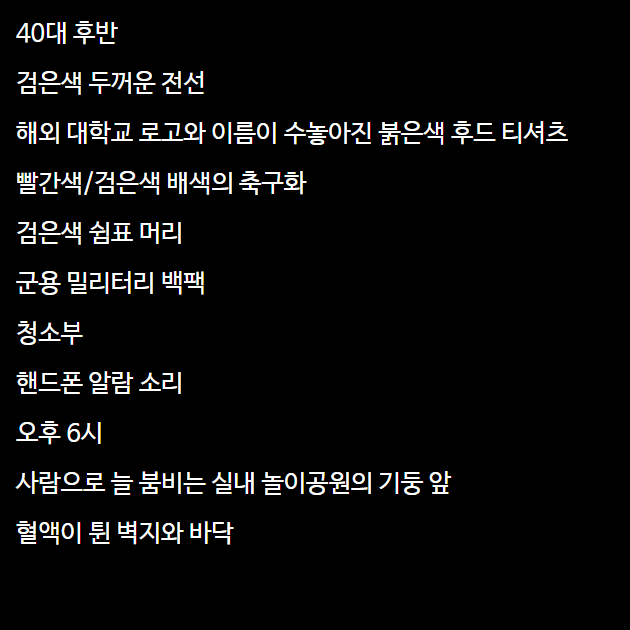 40대 후반
검은색 두꺼운 전선
해외 대학교 로고와 이름이 수놓아진 붉은색 후드 티셔츠
빨간색/검은색 배색의 축구화
검은색 쉼표 머리
군용 밀리터리 백팩
청소부
핸드폰 알람 소리
오후 6시
사람으로 늘 붐비는 실내 놀이공원의 기둥 앞
혈액이 튄 벽지와 바닥